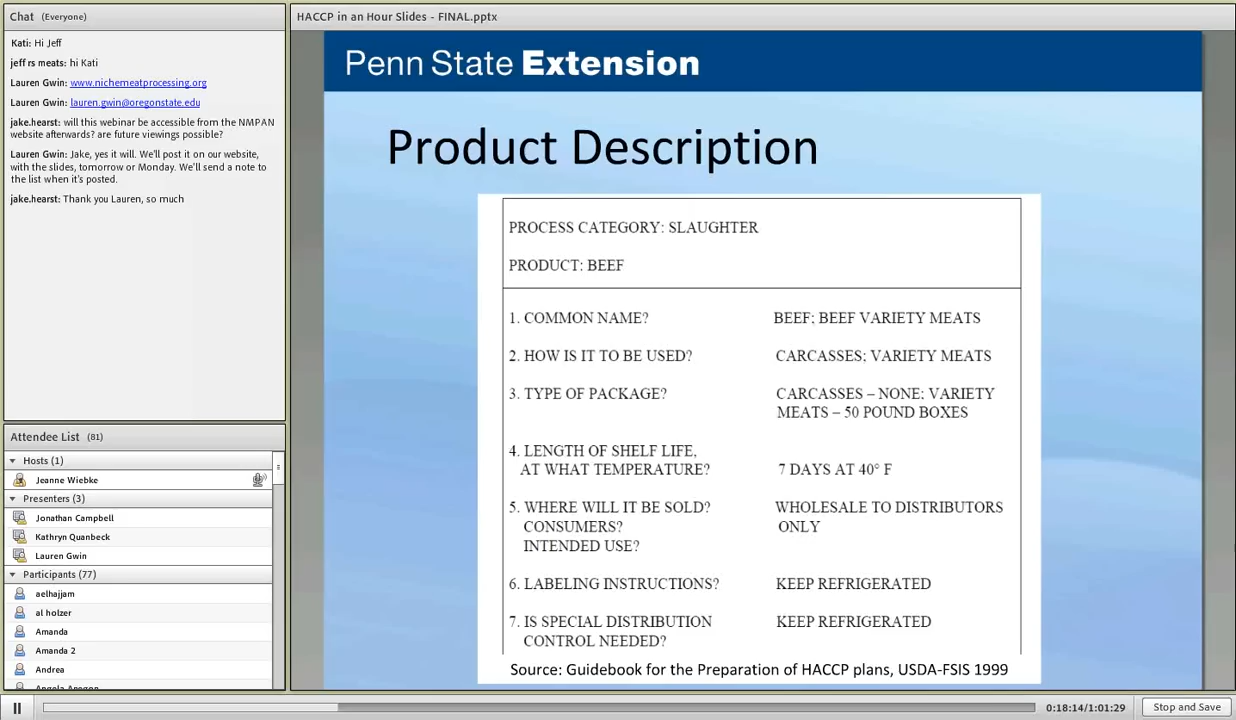 Chat (Everyone)
Kati: Hi Jeff
jeff rs meats: hi Kati
Lauren Gwin: www.nichemeatprocessing.org
Lauren Gwin: lauren.gwin@oregonstate.edu
jake.hearst: will this webinar be accessible from the NMPAN
website afterwards? are future viewings possible?
Lauren Gwin: Jake, yes it will. We'll post it on our website,
with the slides, tomorrow or Monday. We'll send a note to
the list when it's posted.
jake.hearst: Thank you Lauren, so much
Attendee List (81)
Hosts (1)
Jeanne Wiebke
Presenters (3)
Jonathan Campbell
Kathryn Quanbeck
Lauren Gwin
Participants (77)
aelhajjam
al holzer
Amanda
Amanda 2
Andrea
HACCP in an Hour Slides - FINAL.pptx
Penn State Extension
Product Description
PROCESS CATEGORY: SLAUGHTER
PRODUCT: BEEF
1. COMMON NAME? BEEF; BEEF VARIETY MEATS
2. HOW IS IT TO BE USED? CARCASSES; VARIETY MEATS
3. TYPE OF PACKAGE? CARCASSES – NONE; VARIETY
MEATS – 50 POUND BOXES
4. LENGTH OF SHELF LIFE,
AT WHAT TEMPERATURE? 7 DAYS AT 40° F
5. WHERE WILL IT BE SOLD? WHOLESALE TO DISTRIBUTORS
CONSUMERS? ONLY
INTENDED USE?
6. LABELING INSTRUCTIONS? KEEP REFRIGERATED
7. IS SPECIAL DISTRIBUTION KEEP REFRIGERATED
CONTROL NEEDED?
Source: Guidebook for the Preparation of HACCP plans, USDA-FSIS 1999
0:18:14/1:01:29
Stop and Save